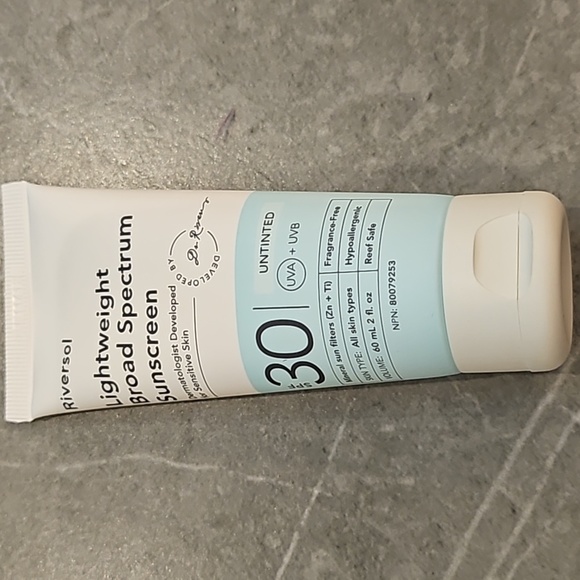 Riversol
Lightweight
Broad Spectrum
Sunscreen
Dermatologist Developed
for Sensitive Skin
DEVELOPED BY
Dr. Rivers
SPF
30
UNTINTED
UVA + UVB
Mineral sun filters (Zn + Ti)
Fragrance-Free
SKIN TYPE: All skin types
Hypoallergenic
VOLUME: 60 mL 2 fl. oz
Reef Safe
NPN: 80079253